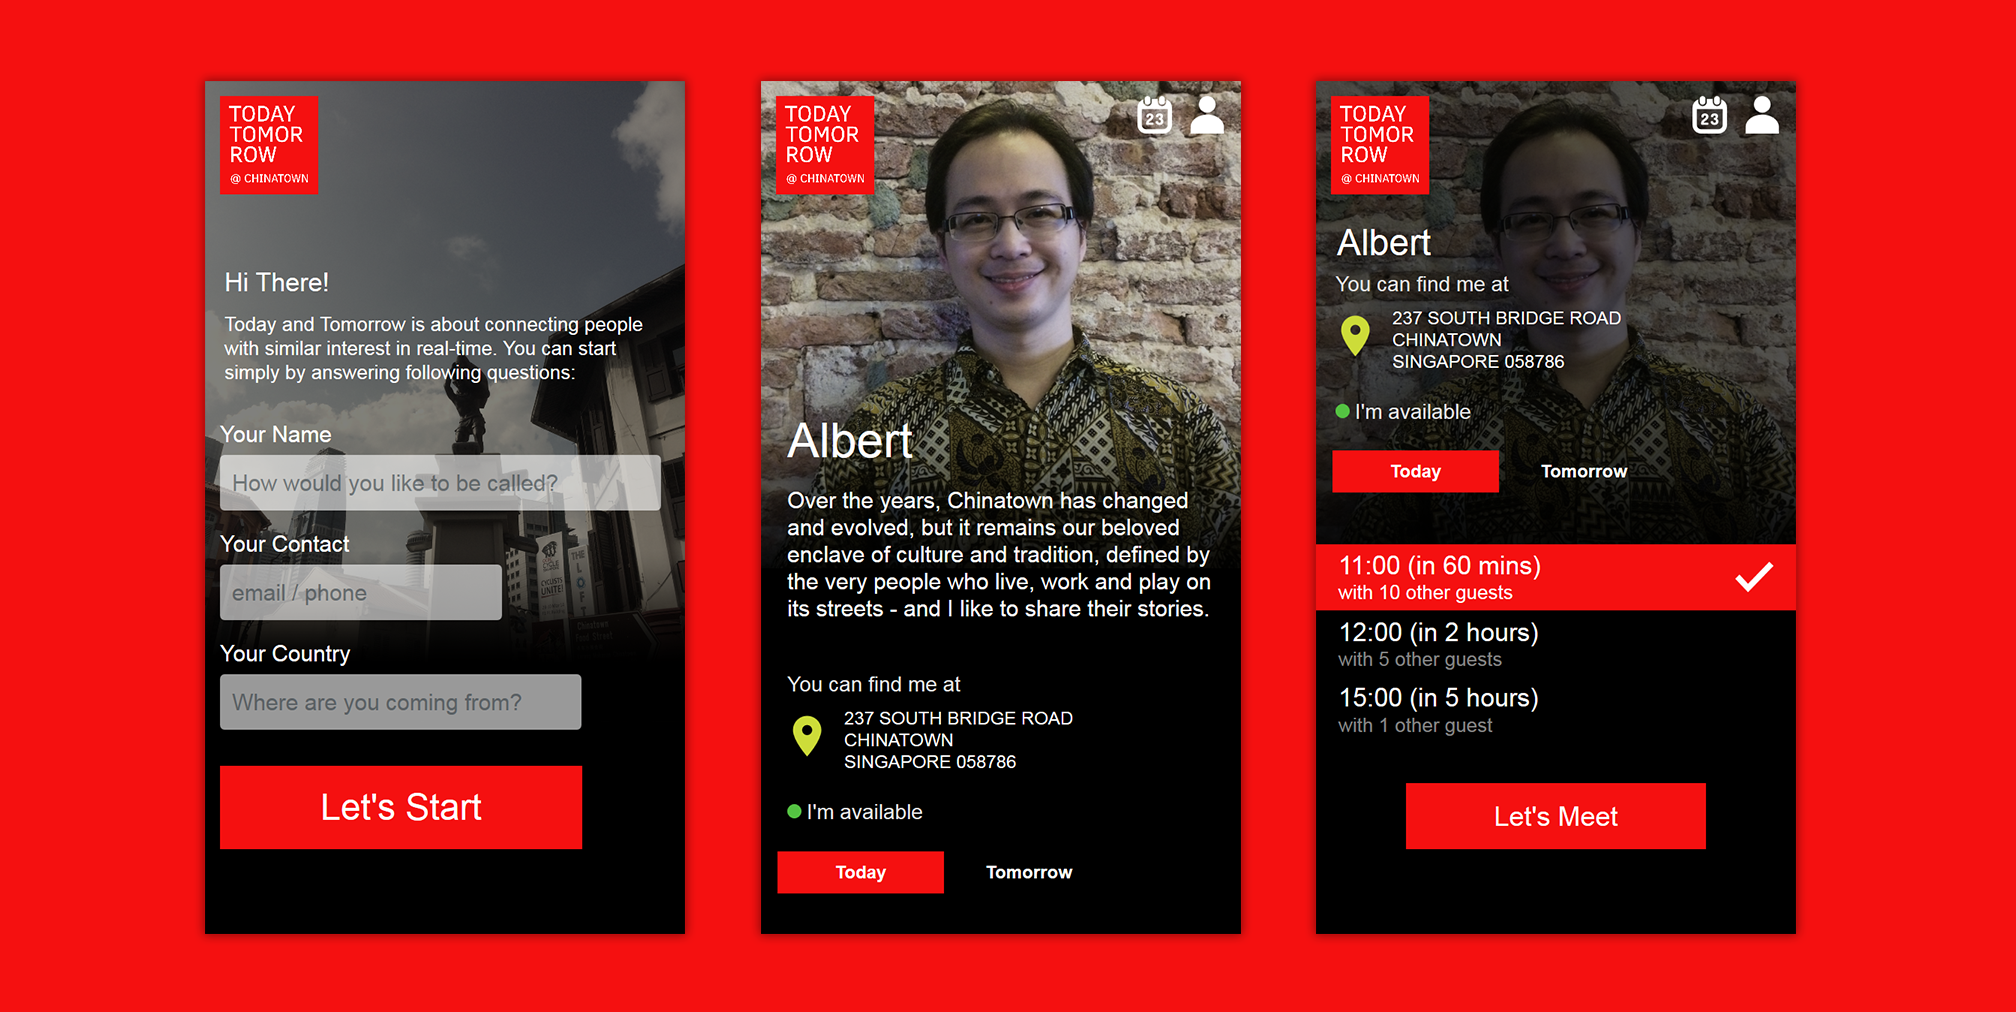 TODAY
TOMOR
ROW
@ CHINATOWN
Hi There!
Today and Tomorrow is about connecting people
with similar interest in real-time. You can start
simply by answering following questions:
Your Name
How would you like to be called?
Your Contact
email / phone
Your Country
Where are you coming from?
Let's Start
CYCLISTS
UNITE!
THE
LOFT
Chinatown
TODAY
TOMOR
ROW
@ CHINATOWN
23
Albert
Over the years, Chinatown has changed
and evolved, but it remains our beloved
enclave of culture and tradition, defined by
the very people who live, work and play on
its streets - and I like to share their stories.
You can find me at
237 SOUTH BRIDGE ROAD
CHINATOWN
SINGAPORE 058786
I'm available
Today
Tomorrow
TODAY
TOMOR
ROW
@ CHINATOWN
23
Albert
You can find me at
237 SOUTH BRIDGE ROAD
CHINATOWN
SINGAPORE 058786
I'm available
Today
Tomorrow
11:00 (in 60 mins)
with 10 other guests
12:00 (in 2 hours)
with 5 other guests
15:00 (in 5 hours)
with 1 other guest
Let's Meet